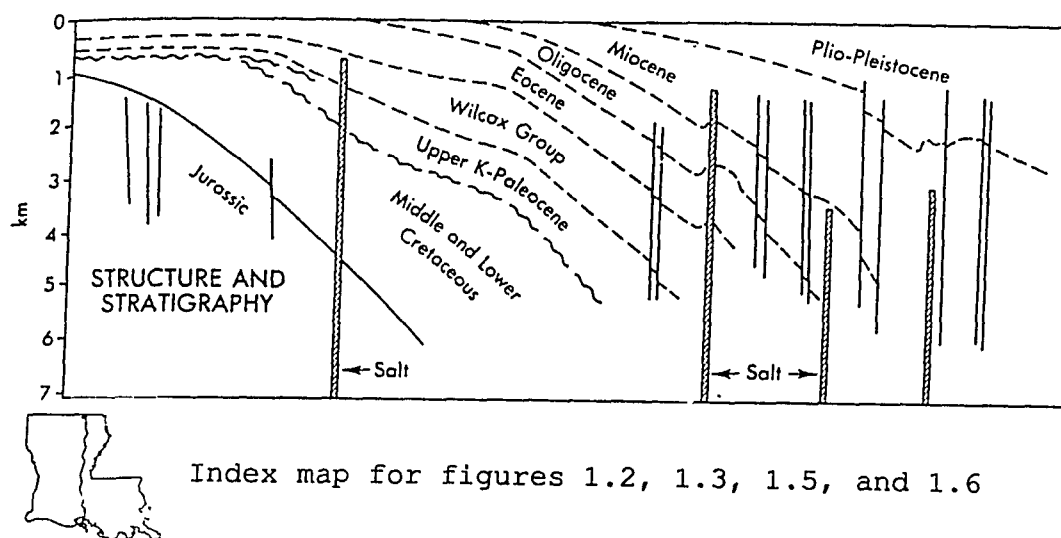 0
1
2
3
4
5
6
7
km
Plio-Pleistocene
Miocene
Oligocene
Eocene
Wilcox Group
Upper K-Paleocene
Middle and Lower
Cretaceous
Jurassic
STRUCTURE AND
STRATIGRAPHY
Salt
Salt
Index map for figures 1.2, 1.3, 1.5, and 1.6